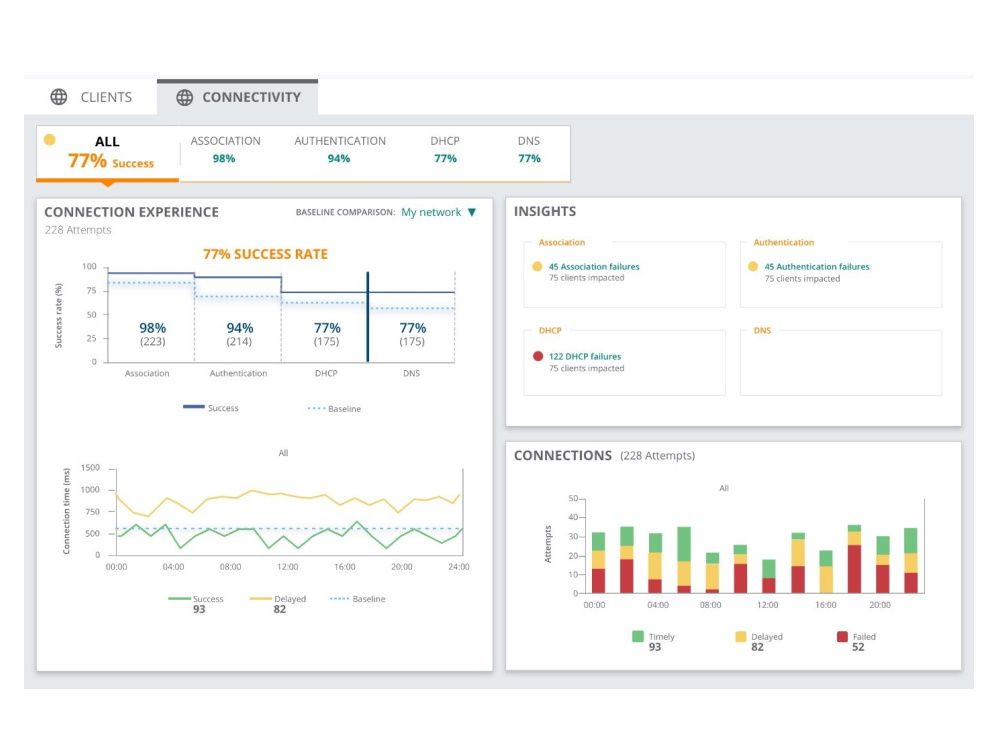 CLIENTS
CONNECTIVITY
ALL
77% Success
ASSOCIATION
98%
AUTHENTICATION
94%
DHCP
77%
DNS
77%
CONNECTION EXPERIENCE
BASELINE COMPARISON: My network ▼
228 Attempts
77% SUCCESS RATE
Success rate (%)
100
75
50
25
0
98%
(223)
94%
(214)
77%
(175)
77%
(175)
Association
Authentication
DHCP
DNS
Success
Baseline
All
Connection time (ms)
1500
1000
750
500
0
00:00
04:00
08:00
12:00
16:00
20:00
24:00
Success
93
Delayed
82
Baseline
INSIGHTS
Association
45 Association failures
75 clients impacted
Authentication
45 Authentication failures
75 clients impacted
DHCP
122 DHCP failures
75 clients impacted
DNS
CONNECTIONS (228 Attempts)
All
Attempts
50
40
30
20
10
0
00:00
04:00
08:00
12:00
16:00
20:00
Timely
93
Delayed
82
Failed
52